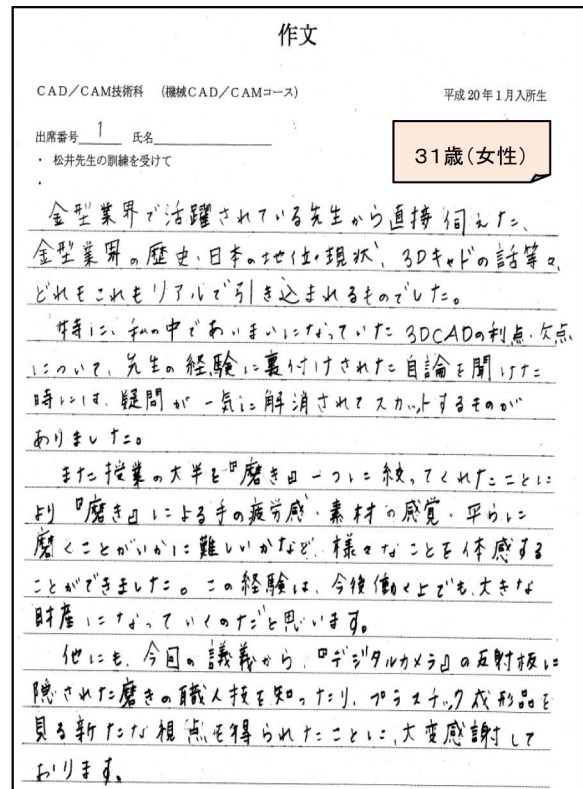 作文
CAD／CAM技術科 （機械CAD／CAMコース） 平成20年1月入所生
出席番号 1 氏名
・ 松井先生の訓練を受けて
・
31歳（女性）
金型業界で活躍されている先生から直接伺えた、
金型業界の歴史・日本の地位・現状、3Dキャドの話等々、
どれもこれもリアルで引き込まれるものでした。
特に、私の中であいまいになっていた3DCADの利点・欠点
について、先生の経験に裏付けされた自論を聞けた
時には、疑問が一気に解消されてスカットするものが
ありました。
また授業の大半を『磨き』一つに絞ってくれたことに
より『磨き』による手の疲労感・素材の感覚・平らに
磨くことがいかに難しいかなど、様々なことを体感する
ことができました。この経験は、今後働く上でも、大きな
財産になっていくのだと思います。
他にも、今回の講義から、『デジタルカメラ』の反射板に
隠された磨きの職人技を知ったり、プラスチック成形品を
見る新たな視点を得られたことに、大変感謝して
おります。